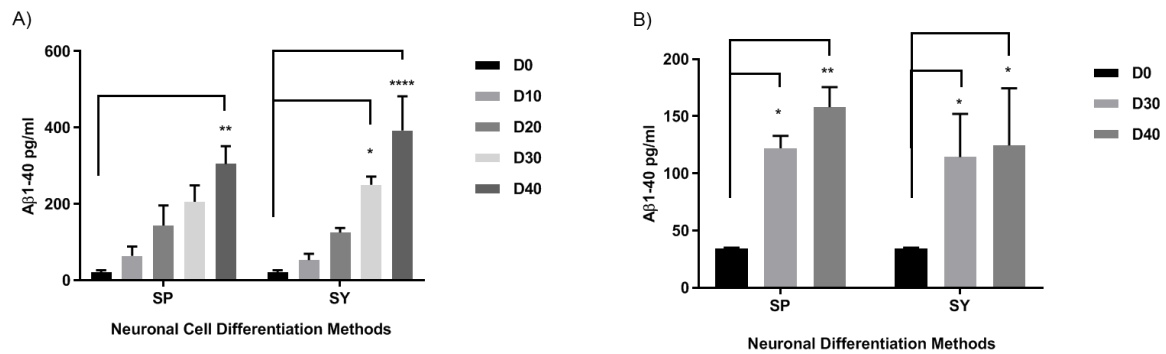 A)
600
400
200
0
Aβ1-40 pg/ml
**
*
****
SP
SY
Neuronal Cell Differentiation Methods
D0
D10
D20
D30
D40
B)
200
150
100
50
0
Aβ1-40 pg/ml
*
**
*
*
SP
SY
Neuronal Differentiation Methods
D0
D30
D40